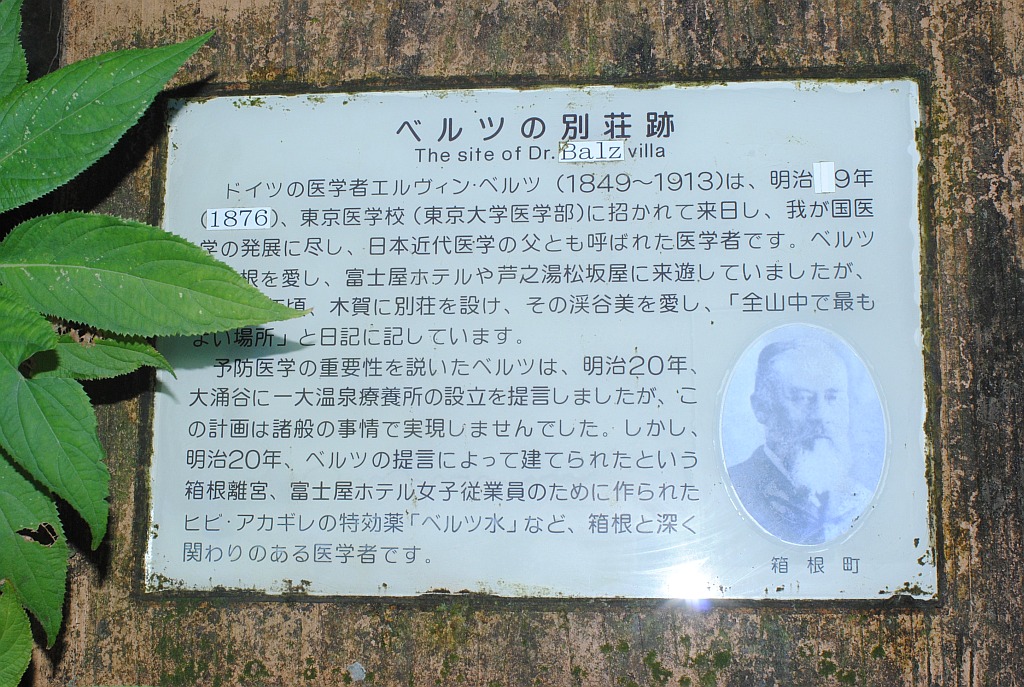 ベルツの別荘跡
The site of Dr. Balz villa
ドイツの医学者エルヴィン・ベルツ（1849～1913)は、明治 9年
(1876)、東京医学校（東京大学医学部)に招かれて来日し、我が国医
学の発展に尽し、日本近代医学の父とも呼ばれた医学者です。ベルツ
根を愛し、富士屋ホテルや芦之湯松坂屋に来遊していましたが、
頃、木賀に別荘を設け、その渓谷美を愛し、「全山中で最も
よい場所」と日記に記しています。
予防医学の重要性を説いたベルツは、明治20年、
大涌谷に一大温泉療養所の設立を提言しましたが、こ
の計画は諸般の事情で実現しませんでした。しかし、
明治20年、ベルツの提言によって建てられたという
箱根離宮、富士屋ホテル女子従業員のために作られた
ヒビ・アカギレの特効薬「ベルツ水」など、箱根と深く
関わりのある医学者です。
箱根町